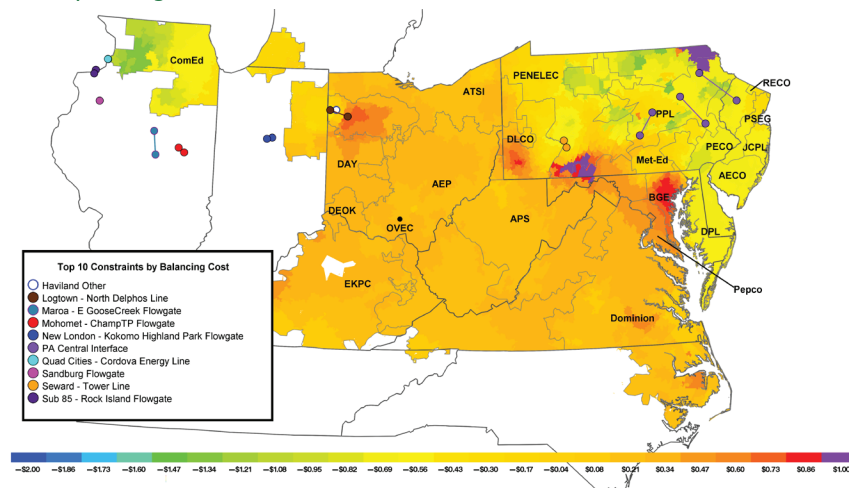 ComEd
ATSI
PENELEC
RECO
PPL
PSEG
DLCO
PECO
JCPL
Met-Ed
DAY
AEP
AECO
BGE
DEOK
APS
OVEC
DPL
EKPC
Pepco
Dominion
Top 10 Constraints by Balancing Cost
Haviland Other
Logtown - North Delphos Line
Maroa - E GooseCreek Flowgate
Mohomet - ChampTP Flowgate
New London - Kokomo Highland Park Flowgate
PA Central Interface
Quad Cities - Cordova Energy Line
Sandburg Flowgate
Seward - Tower Line
Sub 85 - Rock Island Flowgate
—$2.00 —$1.86 —$1.73 —$1.60 —$1.47 —$1.34 —$1.21 —$1.08 —$0.95 —$0.82 —$0.69 —$0.56 —$0.43 —$0.30 —$0.17 —$0.04 $0.08 $0.21 $0.34 $0.47 $0.60 $0.73 $0.86 $1.00